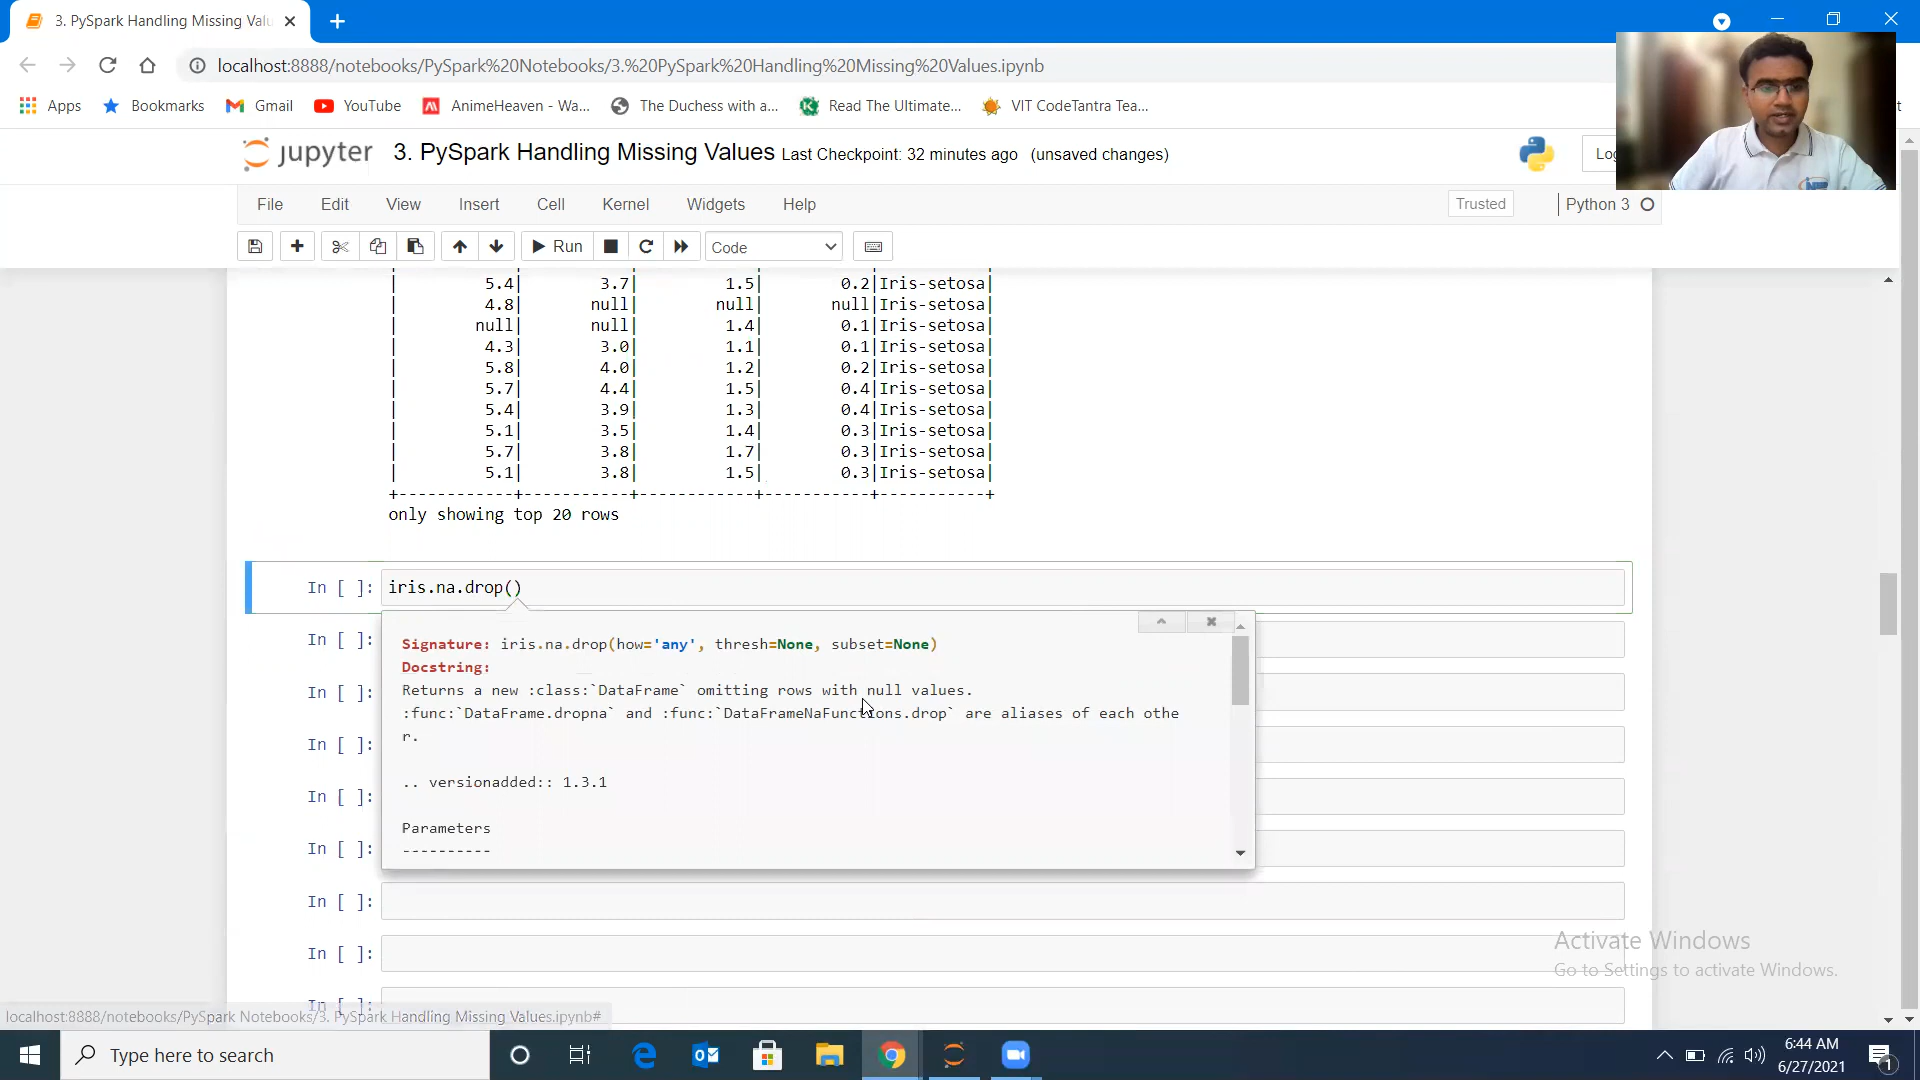 3. PySpark Handling Missing Valu
localhost:8888/notebooks/PySpark%20Notebooks/3.%20PySpark%20Handling%20Missing%20Values.ipynb
Apps Bookmarks Gmail YouTube AnimeHeaven - Wa... The Duchess with a... Read The Ultimate... VIT CodeTantra Tea...
jupyter 3. PySpark Handling Missing Values Last Checkpoint: 32 minutes ago (unsaved changes)
File Edit View Insert Cell Kernel Widgets Help Trusted Python 3
Run Code
| 5.4| 3.7| 1.5| 0.2|Iris-setosa|
| 4.8| null| null| null|Iris-setosa|
| null| null| 1.4| 0.1|Iris-setosa|
| 4.3| 3.0| 1.1| 0.1|Iris-setosa|
| 5.8| 4.0| 1.2| 0.2|Iris-setosa|
| 5.7| 4.4| 1.5| 0.4|Iris-setosa|
| 5.4| 3.9| 1.3| 0.4|Iris-setosa|
| 5.1| 3.5| 1.4| 0.3|Iris-setosa|
| 5.7| 3.8| 1.7| 0.3|Iris-setosa|
| 5.1| 3.8| 1.5| 0.3|Iris-setosa|
+------------+-----------+------------+-----------+-----------+
only showing top 20 rows
In [ ]: iris.na.drop()
In [ ]:
Signature: iris.na.drop(how='any', thresh=None, subset=None)
Docstring:
Returns a new :class:`DataFrame` omitting rows with null values.
:func:`DataFrame.dropna` and :func:`DataFrameNaFunctions.drop` are aliases of each othe
r.
.. versionadded:: 1.3.1
Parameters
----------
In [ ]:
In [ ]:
In [ ]:
In [ ]:
In [ ]:
In [ ]:
In [ ]:
Activate Windows
Go to Settings to activate Windows.
localhost:8888/notebooks/PySpark Notebooks/3. PySpark Handling Missing Values.ipynb#
Type here to search
6:44 AM
6/27/2021
1